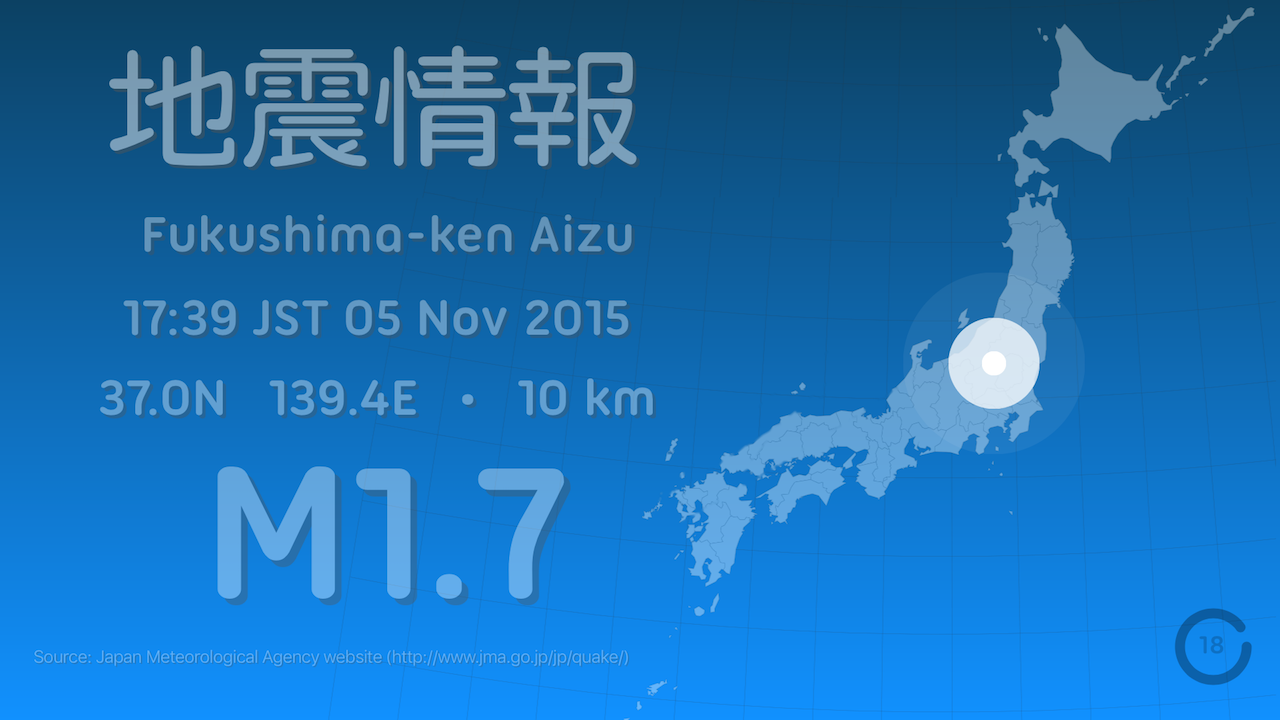 地震情報
Fukushima-ken Aizu
17:39 JST 05 Nov 2015
37.0N 139.4E • 10 km
M1.7
Source: Japan Meteorological Agency website (http://www.jma.go.jp/jp/quake/)
18